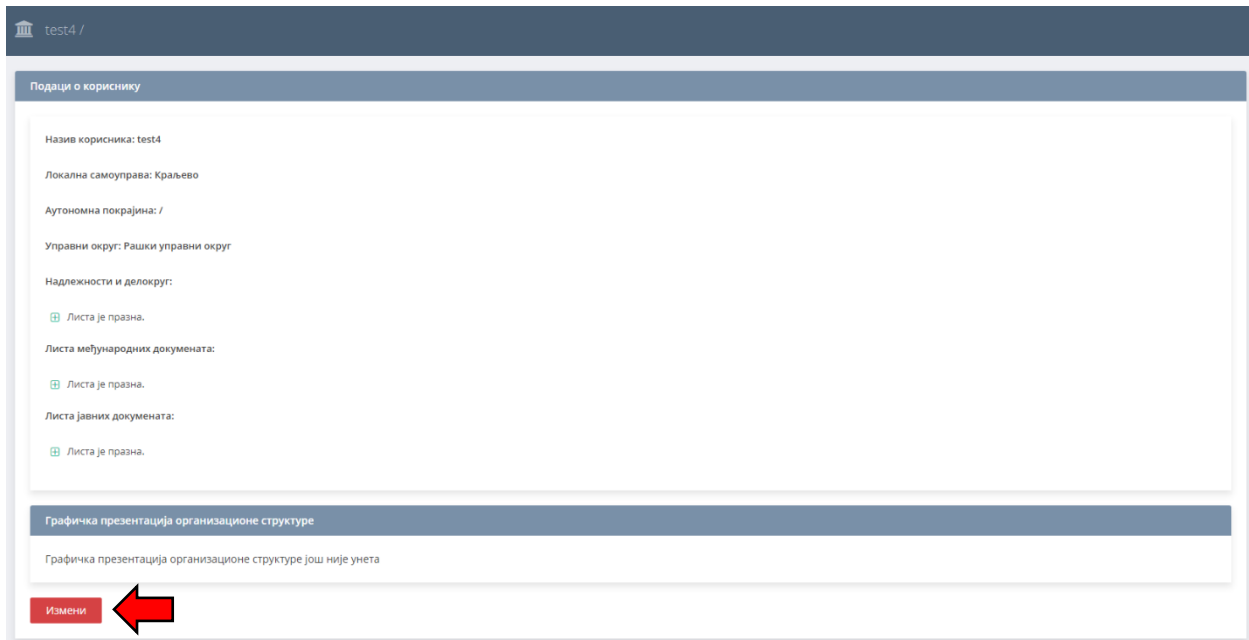 test4 /
Подаци о кориснику
Назив корисника: test4
Локална самоуправа: Краљево
Аутономна покрајина: /
Управни округ: Рашки управни округ
Надлежности и делокруг:
Листа је празна.
Листа међународних докумената:
Листа је празна.
Листа јавних докумената:
Листа је празна.
Графичка презентација организационе структуре
Графичка презентација организационе структуре још није унета
Измени